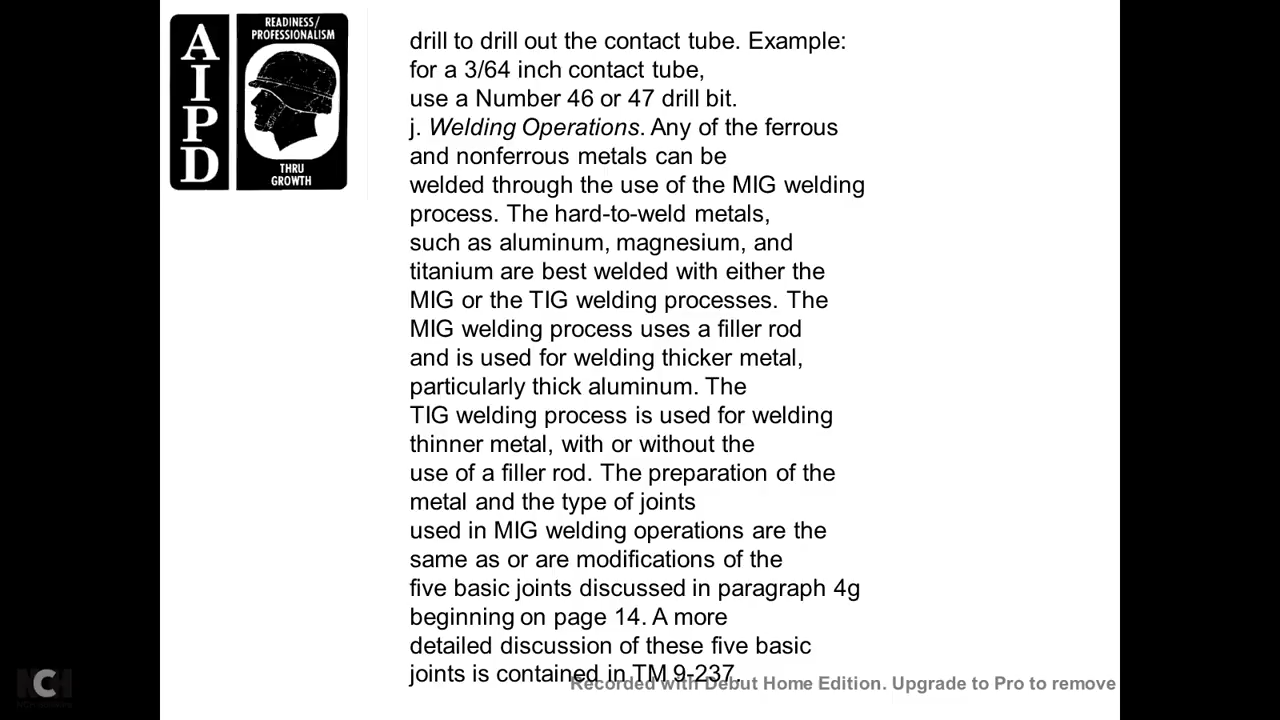 AIPD
READINESS/
PROFESSIONALISM
THRU
GROWTH
drill to drill out the contact tube. Example:
for a 3/64 inch contact tube,
use a Number 46 or 47 drill bit.
j. Welding Operations. Any of the ferrous
and nonferrous metals can be
welded through the use of the MIG welding
process. The hard-to-weld metals,
such as aluminum, magnesium, and
titanium are best welded with either the
MIG or the TIG welding processes. The
MIG welding process uses a filler rod
and is used for welding thicker metal,
particularly thick aluminum. The
TIG welding process is used for welding
thinner metal, with or without the
use of a filler rod. The preparation of the
metal and the type of joints
used in MIG welding operations are the
same as or are modifications of the
five basic joints discussed in paragraph 4g
beginning on page 14. A more
detailed discussion of these five basic
joints is contained in TM 9-237.
Recorded with Debut Home Edition. Upgrade to Pro to remove
NCH